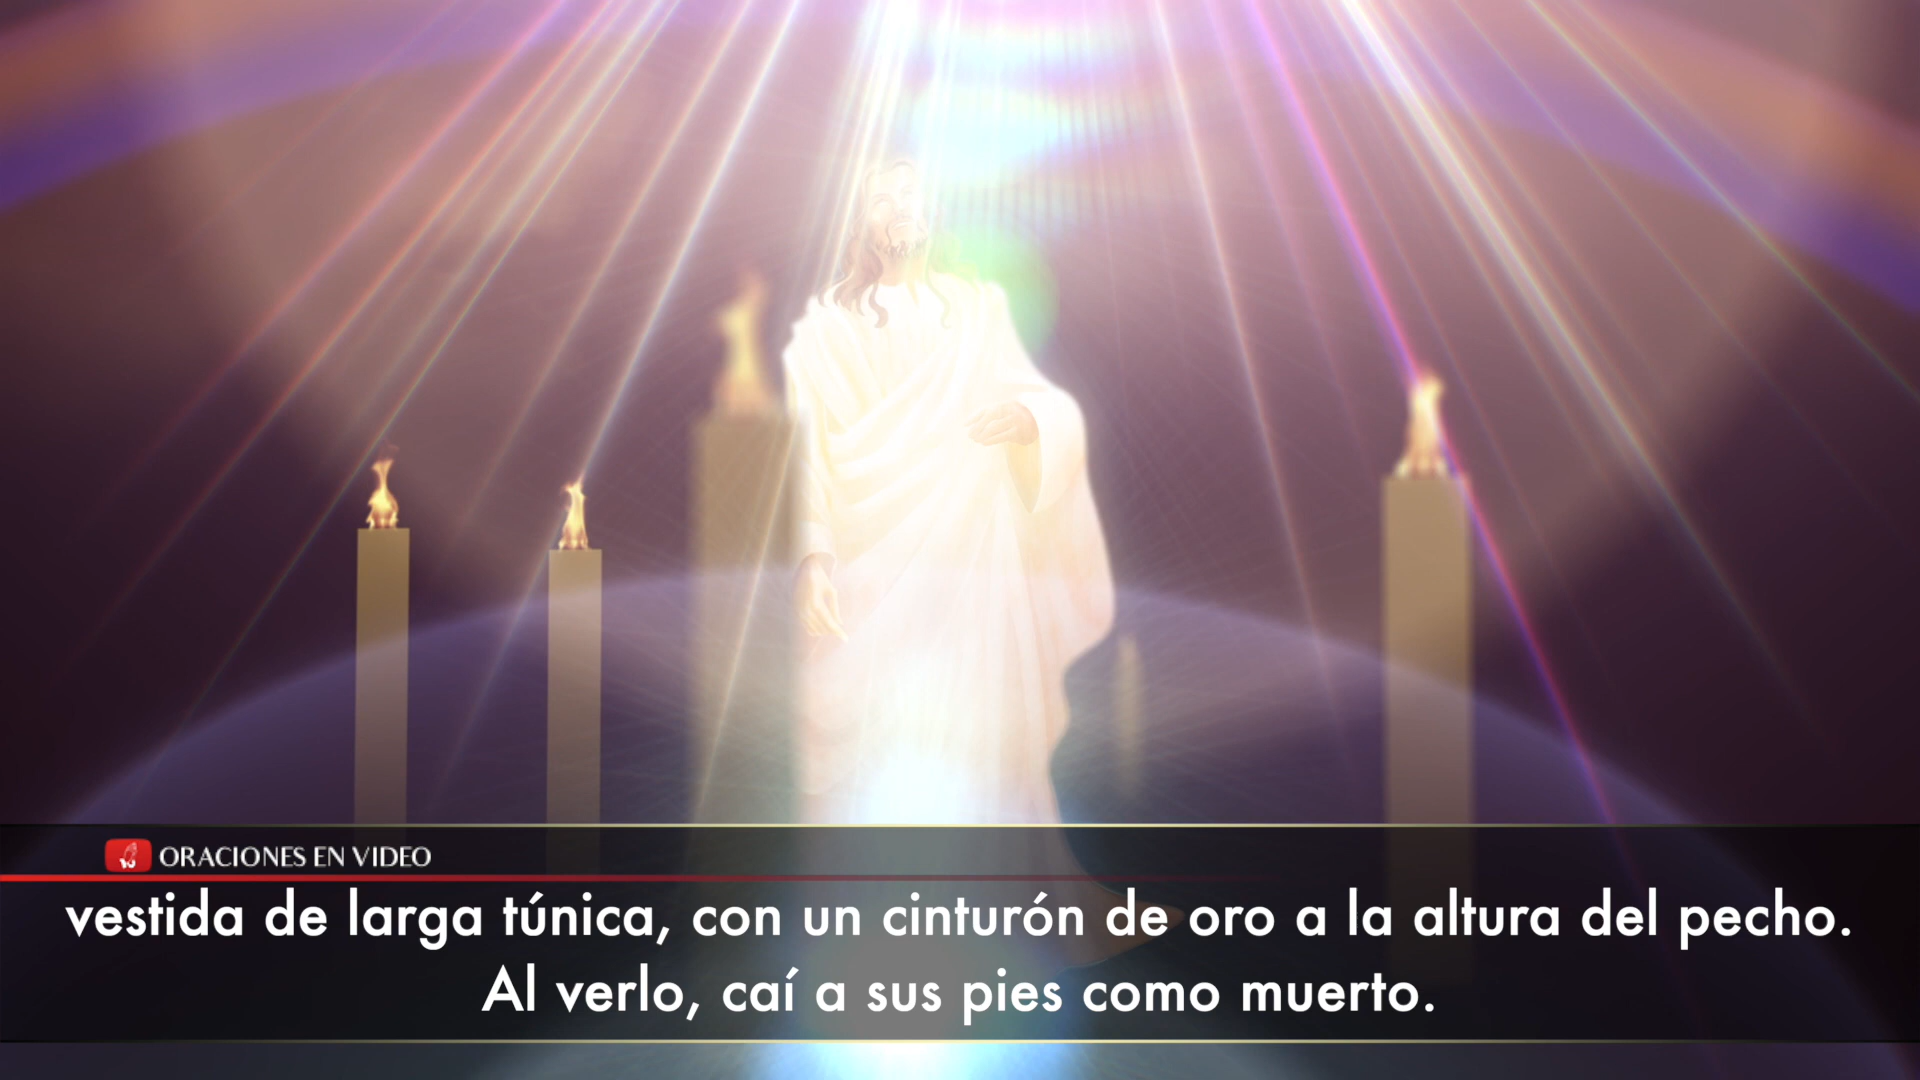 ORACIONES EN VIDEO
vestida de larga túnica, con un cinturón de oro a la altura del pecho.
Al verlo, caí a sus pies como muerto.